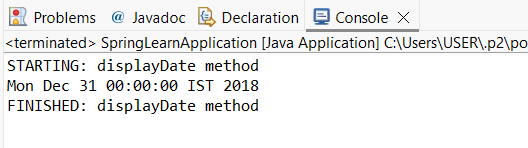 Problems @ Javadoc Declaration Console
<terminated> SpringLearnApplication [Java Application] C:\Users\USER\.p2\po
STARTING: displayDate method
Mon Dec 31 00:00:00 IST 2018
FINISHED: displayDate method